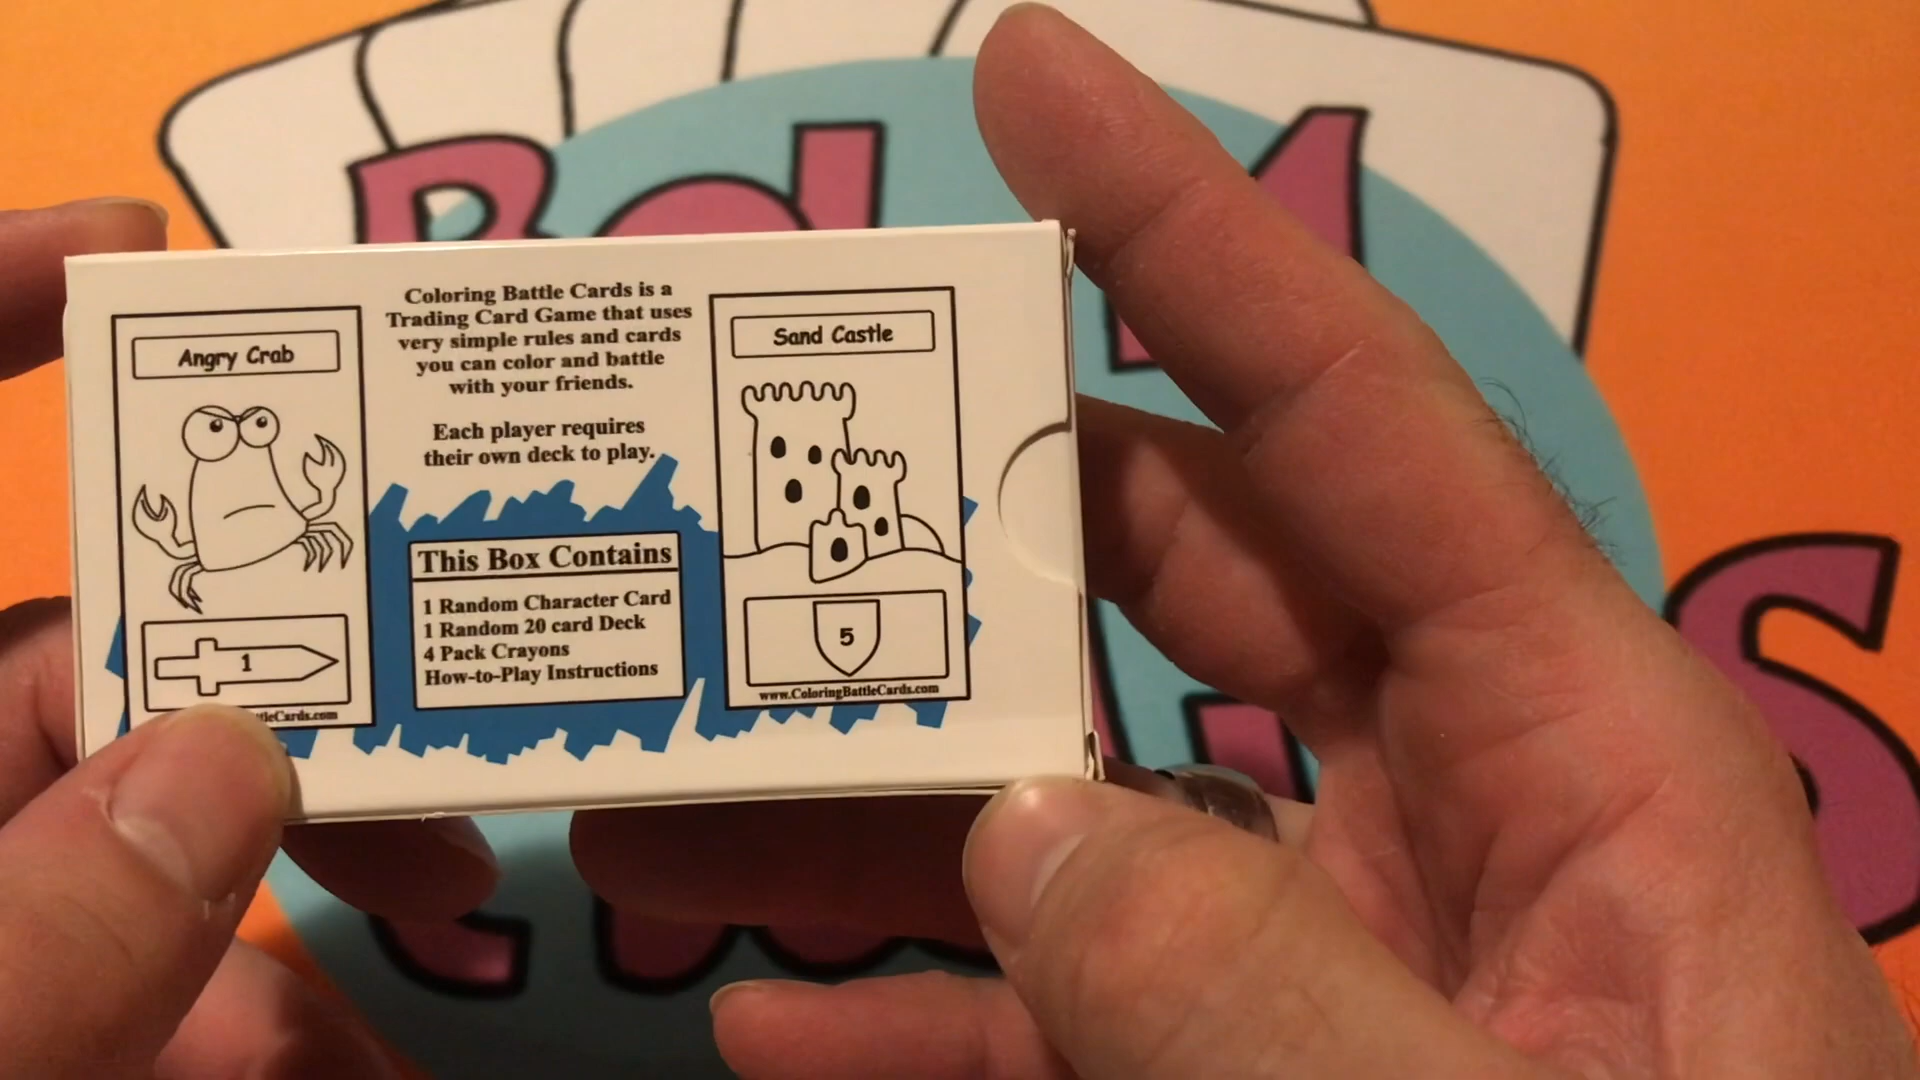 Angry Crab
1
tleCards.com
Coloring Battle Cards is a
Trading Card Game that uses
very simple rules and cards
you can color and battle
with your friends.
Each player requires
their own deck to play.
This Box Contains
1 Random Character Card
1 Random 20 card Deck
4 Pack Crayons
How-to-Play Instructions
Sand Castle
5
www.ColoringBattleCards.com